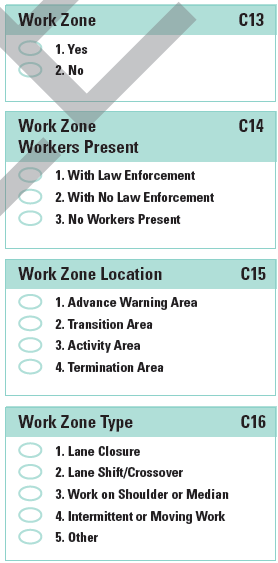 Work Zone C13
1. Yes
2. No
Work Zone C14
Workers Present
1. With Law Enforcement
2. With No Law Enforcement
3. No Workers Present
Work Zone Location C15
1. Advance Warning Area
2. Transition Area
3. Activity Area
4. Termination Area
Work Zone Type C16
1. Lane Closure
2. Lane Shift/Crossover
3. Work on Shoulder or Median
4. Intermittent or Moving Work
5. Other